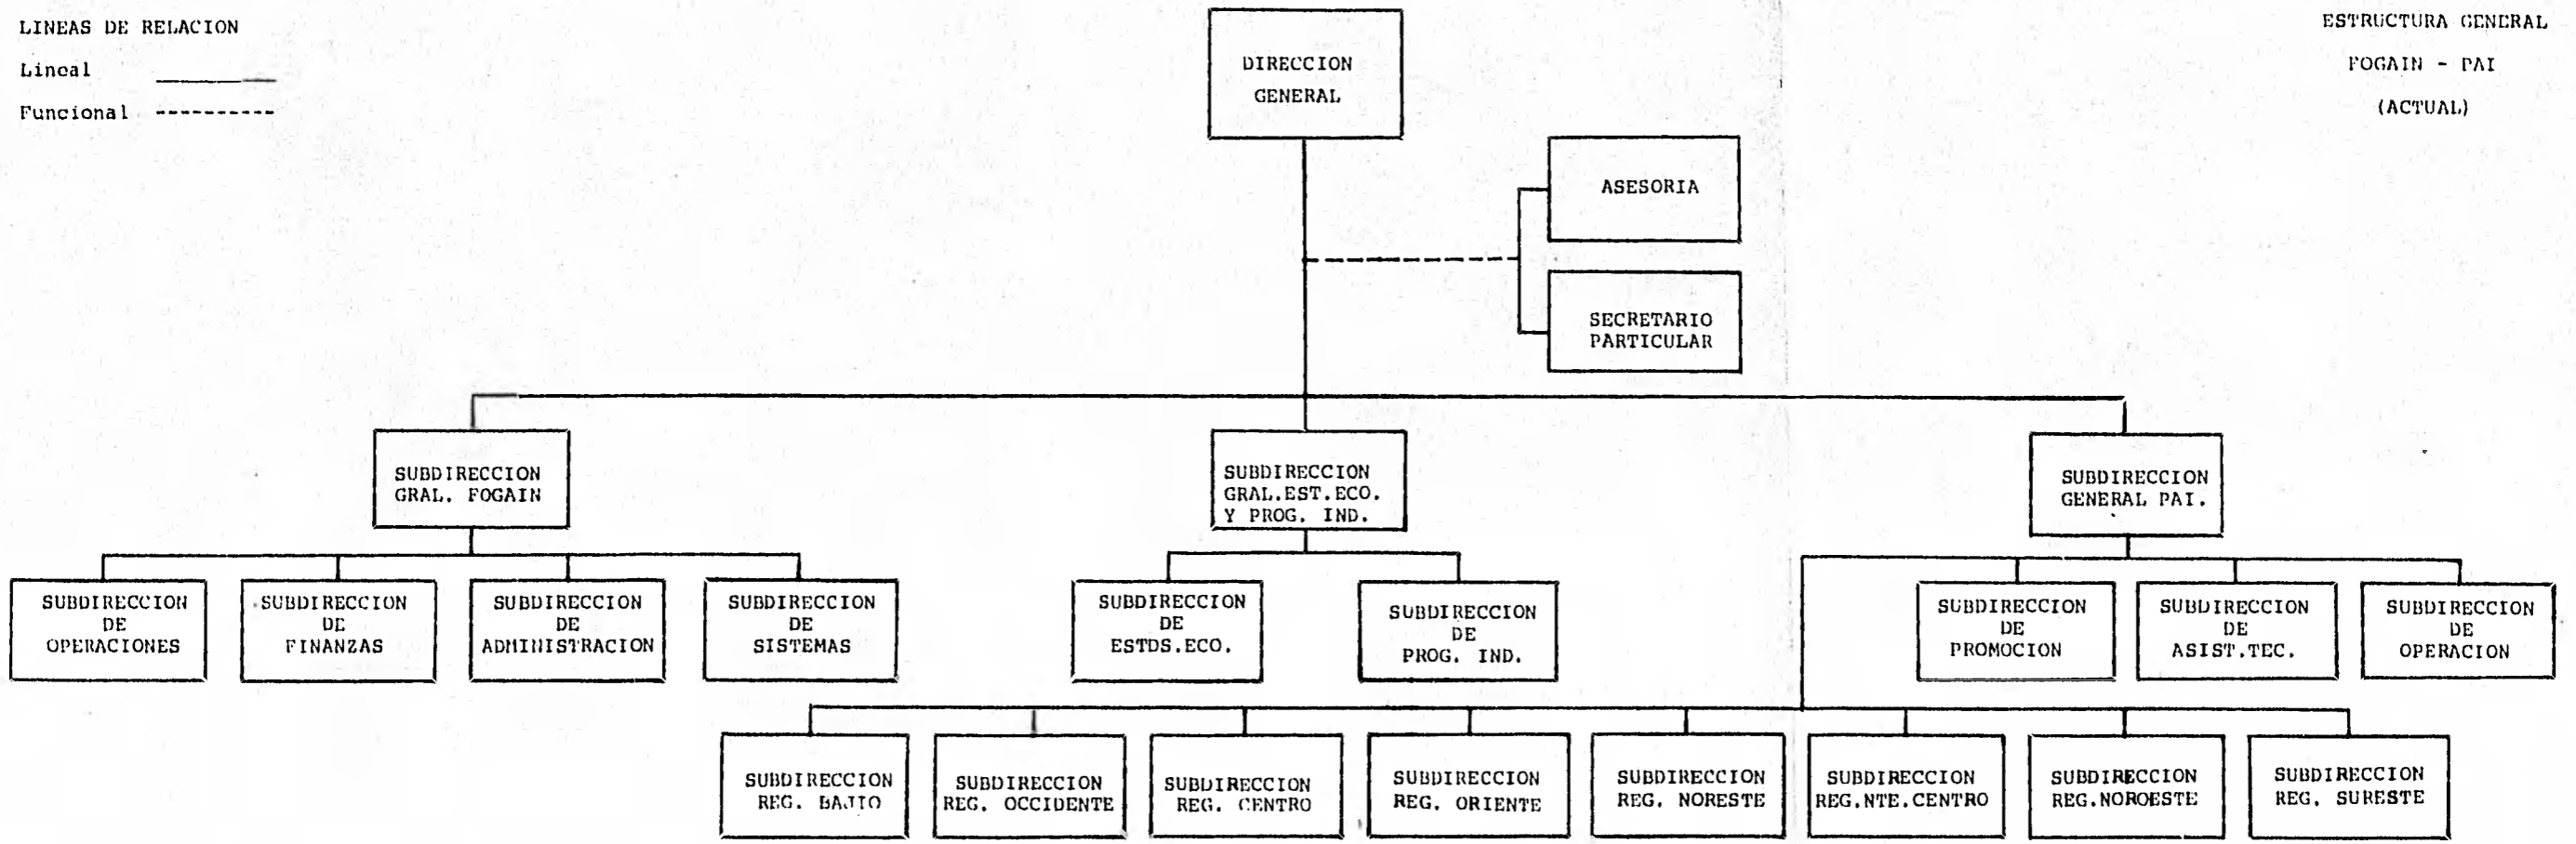 LINEAS DE RELACION
Lineal
Funcional
ESTRUCTURA GENERAL
FOGAIN - PAI
(ACTUAL)
DIRECCION
GENERAL
ASESORIA
SECRETARIO
PARTICULAR
SUBDIRECCION
GRAL. FOGAIN
SUBDIRECCION
GRAL.EST.ECO.
Y PROG. IND.
SUBDIRECCION
GENERAL PAI.
SUBDIRECCION
DE
OPERACIONES
SUBDIRECCION
DE
FINANZAS
SUBDIRECCION
DE
ADMINISTRACION
SUBDIRECCION
DE
SISTEMAS
SUBDIRECCION
DE
ESTDS.ECO.
SUBDIRECCION
DE
PROG. IND.
SUBDIRECCION
DE
PROMOCION
SUBDIRECCION
DE
ASIST.TEC.
SUBDIRECCION
DE
OPERACION
SUBDIRECCION
REG. BAJIO
SUBDIRECCION
REG. OCCIDENTE
SUBDIRECCION
REG. CENTRO
SUBDIRECCION
REG. ORIENTE
SUBDIRECCION
REG. NORESTE
SUBDIRECCION
REG.NTE.CENTRO
SUBDIRECCION
REG.NOROESTE
SUBDIRECCION
REG. SURESTE